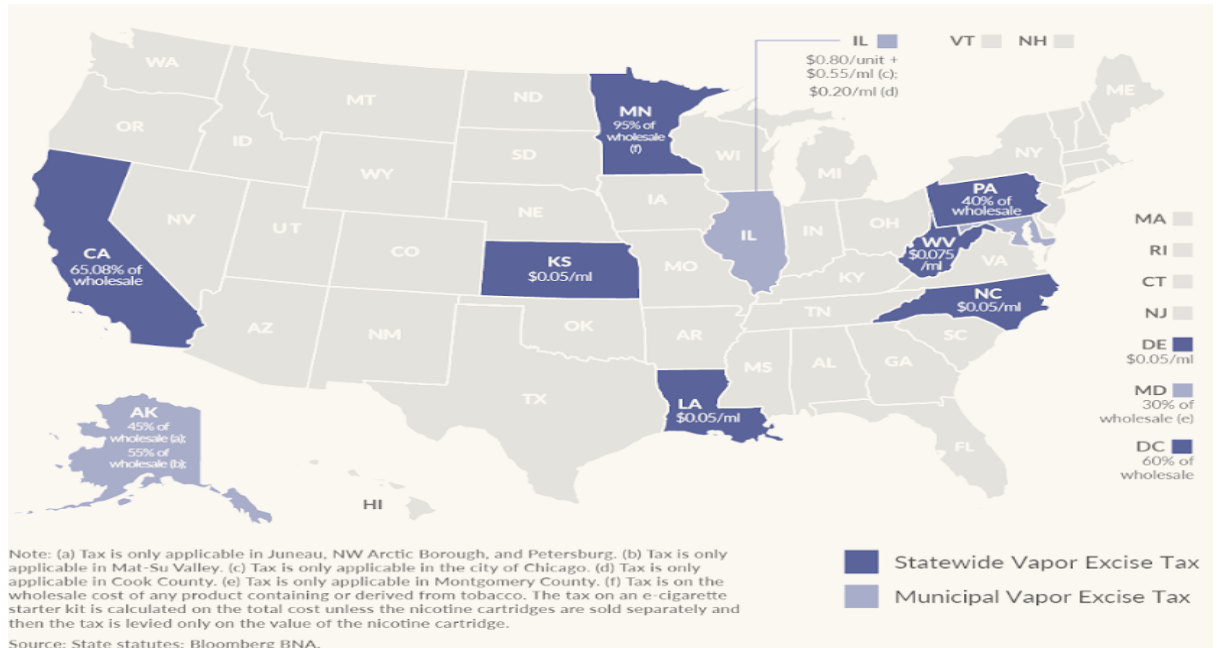 IL
VT
NH
$0.80/unit +
$0.55/ml (c);
$0.20/ml (d)
WA
MT
ND
MN
95% of
wholesale
(f)
ME
OR
ID
SD
WI
NY
WY
MI
PA
40% of
wholesale
IA
NE
NV
UT
CO
CA
65.08% of
wholesale
KS
$0.05/ml
MO
IL
IN
OH
WV
$0.075
/ml
VA
KY
MA
RI
CT
NJ
NC
$0.05/ml
TN
SC
AZ
NM
OK
AR
MS
AL
GA
DE
$0.05/ml
TX
LA
$0.05/ml
MD
30% of
wholesale (e)
AK
45% of
wholesale (a);
55% of
wholesale (b);
FL
DC
60% of
wholesale
HI
Note: (a) Tax is only applicable in Juneau, NW Arctic Borough, and Petersburg. (b) Tax is only
applicable in Mat-Su Valley. (c) Tax is only applicable in the city of Chicago. (d) Tax is only
applicable in Cook County. (e) Tax is only applicable in Montgomery County. (f) Tax is on the
wholesale cost of any product containing or derived from tobacco. The tax on an e-cigarette
starter kit is calculated on the total cost unless the nicotine cartridges are sold separately and
then the tax is levied only on the value of the nicotine cartridge.
Source: State statutes; Bloomberg BNA.
Statewide Vapor Excise Tax
Municipal Vapor Excise Tax